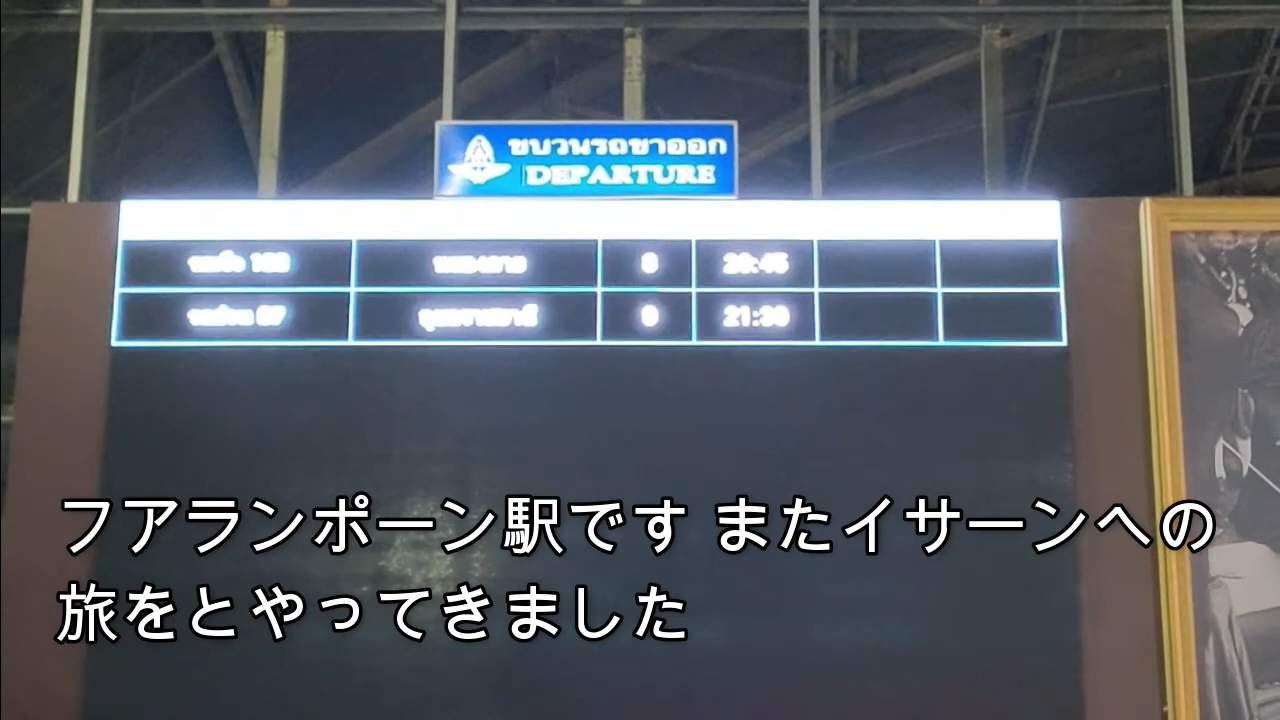 ขบวนรถขาออก
DEPARTURE
8 20:45
9 21:30
フアランポーン駅です またイサーンへの
旅をとやってきました